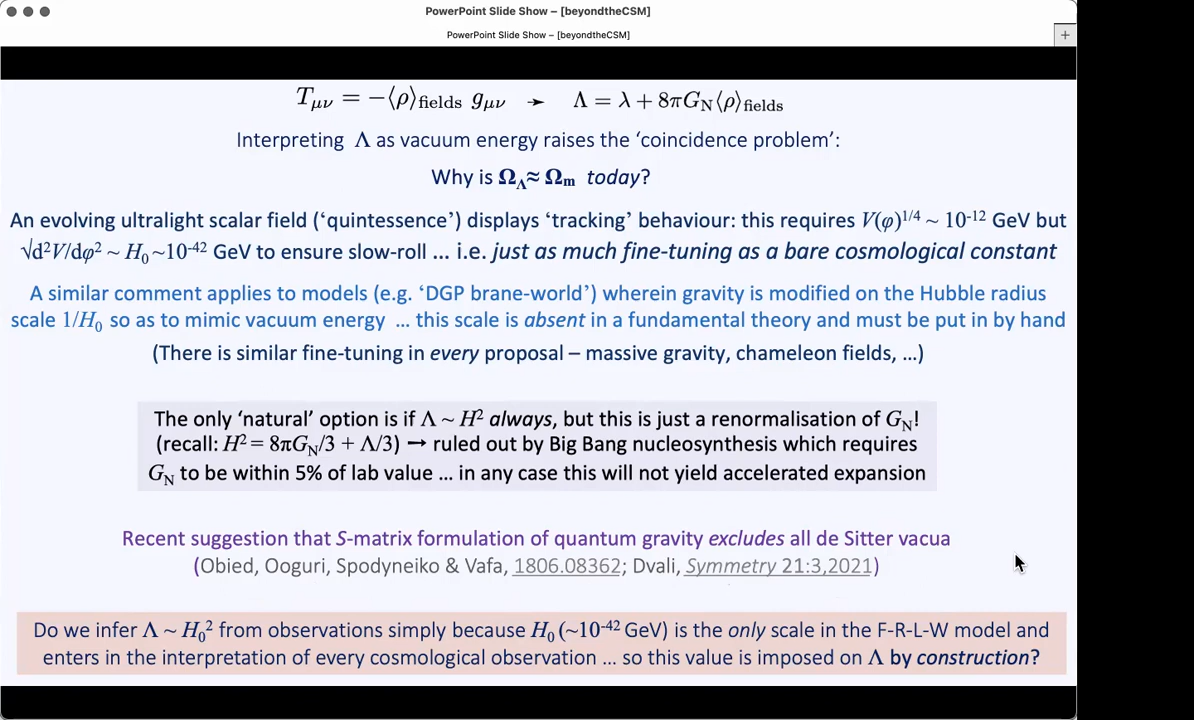 PowerPoint Slide Show – [beyondtheCSM]
PowerPoint Slide Show – [beyondtheCSM]
+
Tμν = −⟨ρ⟩fields gμν → Λ = λ + 8πGN⟨ρ⟩fields
Interpreting Λ as vacuum energy raises the ‘coincidence problem’:
Why is ΩΛ≈ Ωm today?
An evolving ultralight scalar field (‘quintessence’) displays ‘tracking’ behaviour: this requires V(φ)1/4 ~ 10-12 GeV but
√d2V/dφ2 ~ H0 ~10-42 GeV to ensure slow-roll ... i.e. just as much fine-tuning as a bare cosmological constant
A similar comment applies to models (e.g. ‘DGP brane-world’) wherein gravity is modified on the Hubble radius
scale 1/H0 so as to mimic vacuum energy ... this scale is absent in a fundamental theory and must be put in by hand
(There is similar fine-tuning in every proposal – massive gravity, chameleon fields, ...)
The only ‘natural’ option is if Λ ~ H2 always, but this is just a renormalisation of GN!
(recall: H2 = 8πGN/3 + Λ/3) → ruled out by Big Bang nucleosynthesis which requires
GN to be within 5% of lab value ... in any case this will not yield accelerated expansion
Recent suggestion that S-matrix formulation of quantum gravity excludes all de Sitter vacua
(Obied, Ooguri, Spodyneiko & Vafa, 1806.08362; Dvali, Symmetry 21:3,2021)
Do we infer Λ ~ H02 from observations simply because H0 (~10-42 GeV) is the only scale in the F-R-L-W model and
enters in the interpretation of every cosmological observation ... so this value is imposed on Λ by construction?